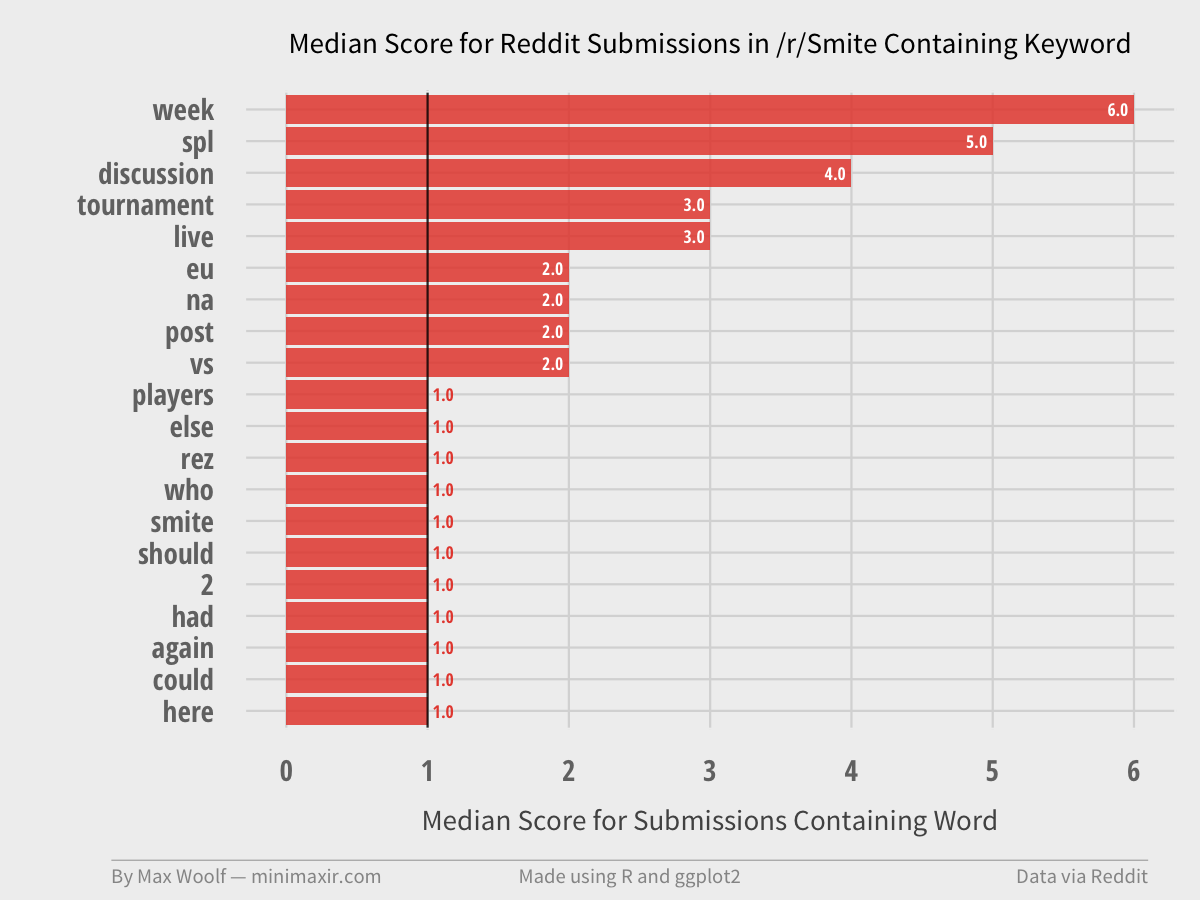 Median Score for Reddit Submissions in /r/Smite Containing Keyword
week 6.0
spl 5.0
discussion 4.0
tournament 3.0
live 3.0
eu 2.0
na 2.0
post 2.0
vs 2.0
players 1.0
else 1.0
rez 1.0
who 1.0
smite 1.0
should 1.0
2 1.0
had 1.0
again 1.0
could 1.0
here 1.0
0 1 2 3 4 5 6
Median Score for Submissions Containing Word
By Max Woolf — minimaxir.com Made using R and ggplot2 Data via Reddit